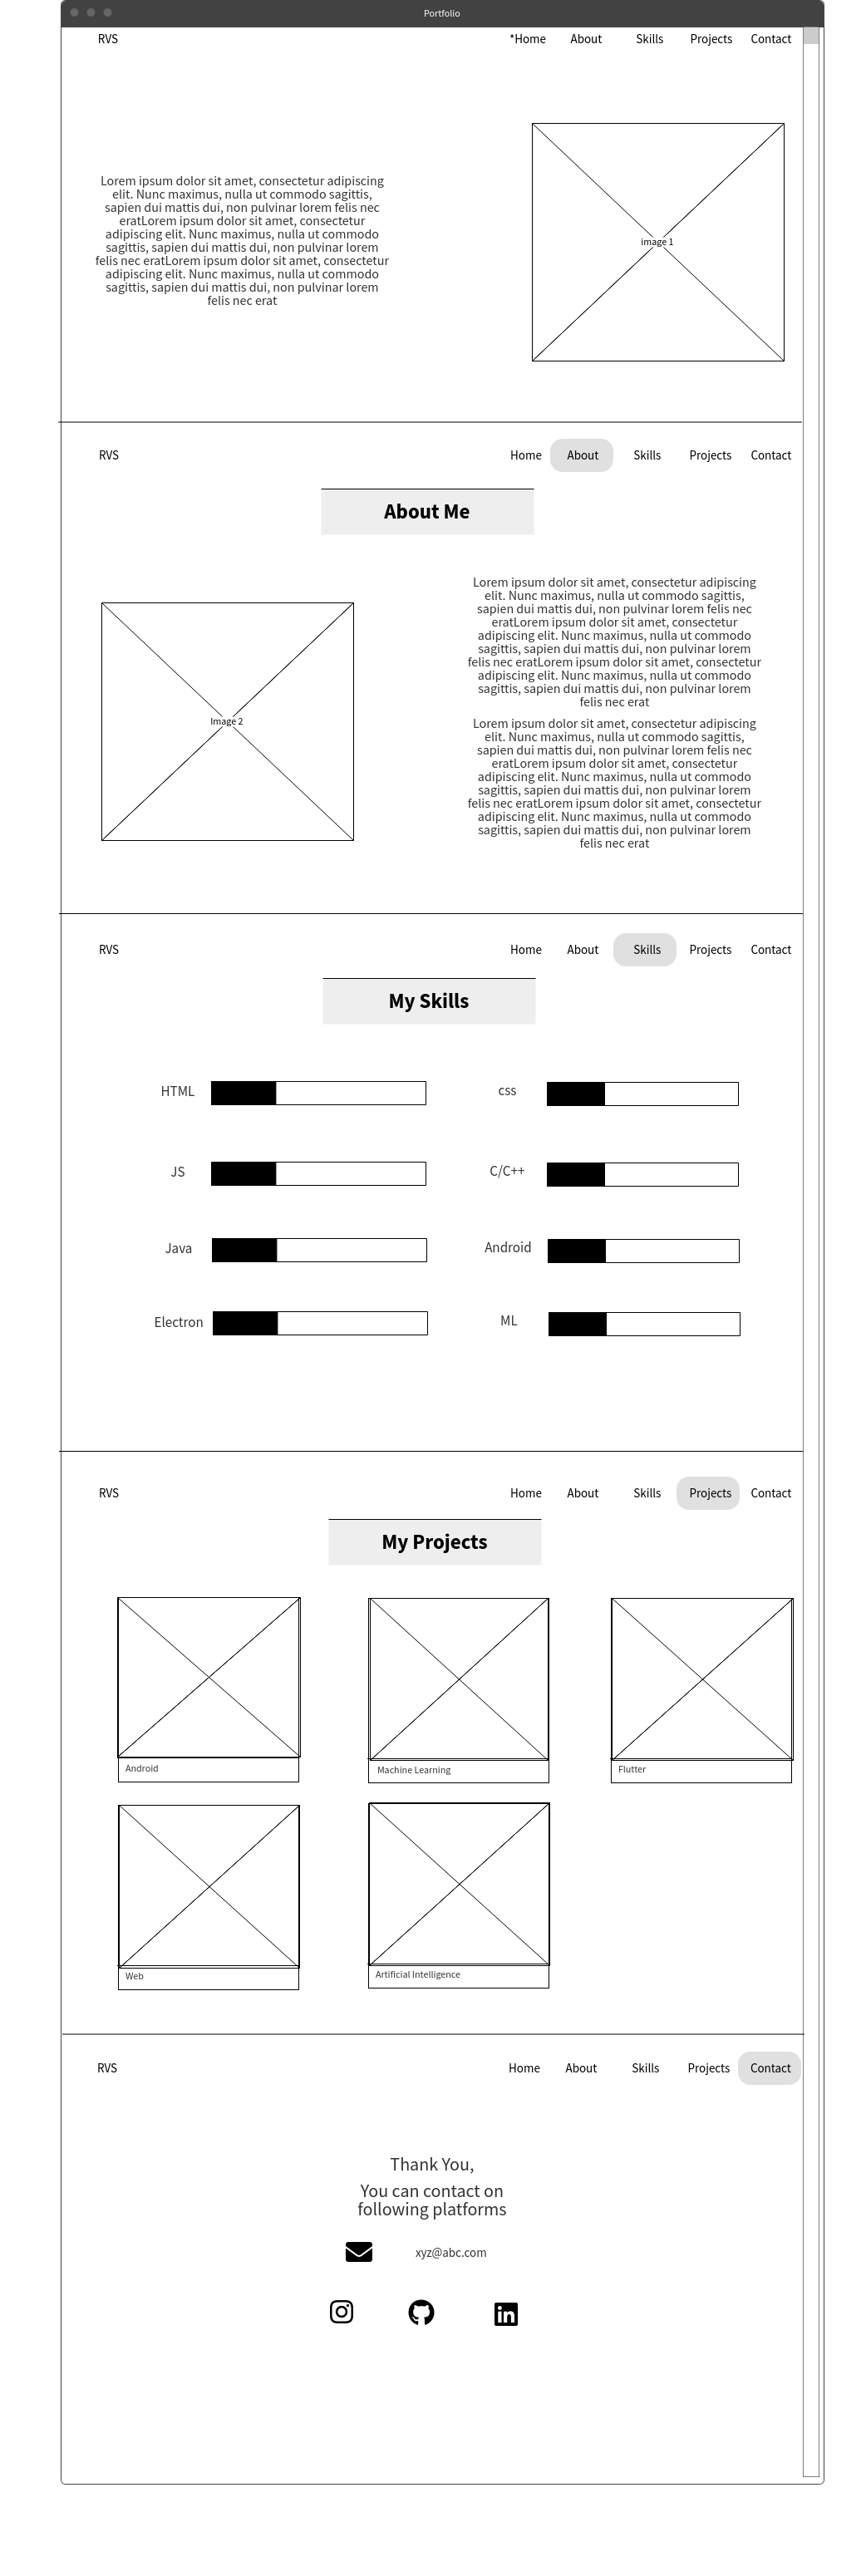 Portfolio
RVS
*Home
About
Skills
Projects
Contact
Lorem ipsum dolor sit amet, consectetur adipiscing
elit. Nunc maximus, nulla ut commodo sagittis,
sapien dui mattis dui, non pulvinar lorem felis nec
eratLorem ipsum dolor sit amet, consectetur
adipiscing elit. Nunc maximus, nulla ut commodo
sagittis, sapien dui mattis dui, non pulvinar lorem
felis nec eratLorem ipsum dolor sit amet, consectetur
adipiscing elit. Nunc maximus, nulla ut commodo
sagittis, sapien dui mattis dui, non pulvinar lorem
felis nec erat
image 1
RVS
Home
About
Skills
Projects
Contact
About Me
Image 2
Lorem ipsum dolor sit amet, consectetur adipiscing
elit. Nunc maximus, nulla ut commodo sagittis,
sapien dui mattis dui, non pulvinar lorem felis nec
eratLorem ipsum dolor sit amet, consectetur
adipiscing elit. Nunc maximus, nulla ut commodo
sagittis, sapien dui mattis dui, non pulvinar lorem
felis nec eratLorem ipsum dolor sit amet, consectetur
adipiscing elit. Nunc maximus, nulla ut commodo
sagittis, sapien dui mattis dui, non pulvinar lorem
felis nec erat
Lorem ipsum dolor sit amet, consectetur adipiscing
elit. Nunc maximus, nulla ut commodo sagittis,
sapien dui mattis dui, non pulvinar lorem felis nec
eratLorem ipsum dolor sit amet, consectetur
adipiscing elit. Nunc maximus, nulla ut commodo
sagittis, sapien dui mattis dui, non pulvinar lorem
felis nec eratLorem ipsum dolor sit amet, consectetur
adipiscing elit. Nunc maximus, nulla ut commodo
sagittis, sapien dui mattis dui, non pulvinar lorem
felis nec erat
RVS
Home
About
Skills
Projects
Contact
My Skills
HTML
css
JS
C/C++
Java
Android
Electron
ML
RVS
Home
About
Skills
Projects
Contact
My Projects
Android
Machine Learning
Flutter
Web
Artificial Intelligence
RVS
Home
About
Skills
Projects
Contact
Thank You,
You can contact on
following platforms
xyz@abc.com
in